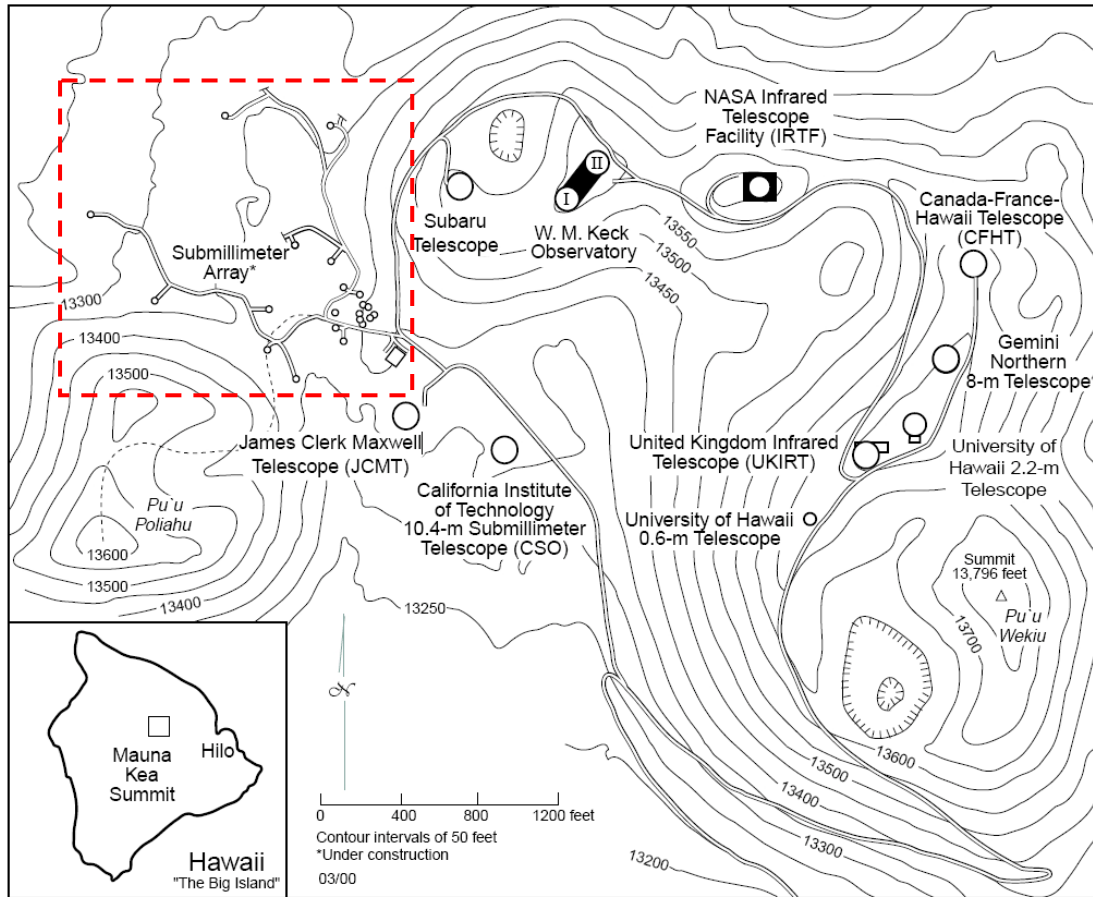 NASA Infrared
Telescope
Facility (IRTF)
II
I
Canada-France-
Hawaii Telescope
(CFHT)
Subaru
Telescope
W. M. Keck
Observatory
13550
13500
13450
Submillimeter
Array*
13300
13400
13500
Gemini
Northern
8-m Telescope*
James Clerk Maxwell
Telescope (JCMT)
United Kingdom Infrared
Telescope (UKIRT)
University of
Hawaii 2.2-m
Telescope
California Institute
of Technology
10.4-m Submillimeter
Telescope (CSO)
Pu`u
Poliahu
University of Hawaii
0.6-m Telescope
13600
13500
13400
Summit
13,796 feet
Pu`u
Wekiu
13700
13250
N
Mauna
Kea
Summit
Hilo
Hawaii
"The Big Island"
13600
13500
13400
13300
13200
0 400 800 1200 feet
Contour intervals of 50 feet
*Under construction
03/00